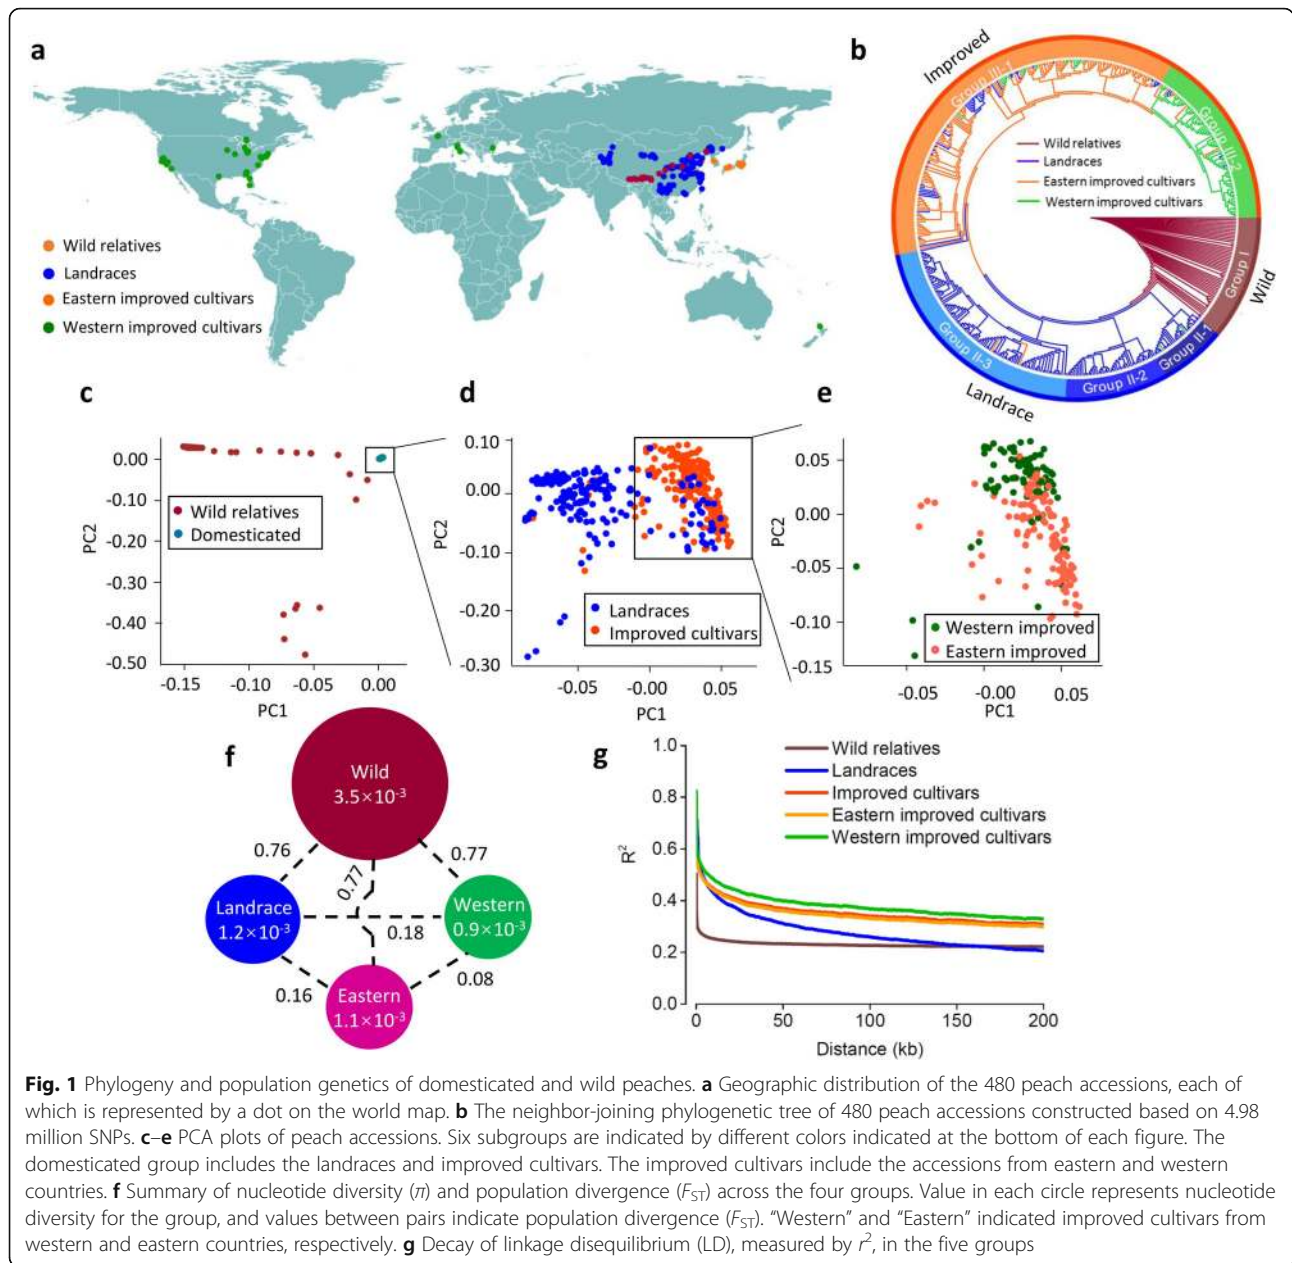 a
Wild relatives
Landraces
Eastern improved cultivars
Western improved cultivars
b
Improved
Group III-1
Group III-2
Wild relatives
Landraces
Eastern improved cultivars
Western improved cultivars
Group I
Wild
Group II-1
Group II-2
Group II-3
Landrace
c
0.00
-0.10
-0.20
-0.30
-0.40
-0.50
PC2
Wild relatives
Domesticated
-0.15
-0.10
-0.05
0.00
PC1
d
0.10
0.00
-0.10
-0.20
-0.30
PC2
Landraces
Improved cultivars
-0.05
-0.00
0.05
PC1
e
0.05
0.00
-0.05
-0.10
-0.15
PC2
Western improved
Eastern improved
-0.05
-0.00
0.05
PC1
f
Wild
3.5×10-3
0.76
0.77
0.77
Landrace
1.2×10-3
Western
0.9×10-3
0.18
0.16
0.08
Eastern
1.1×10-3
g
1.0
0.8
0.6
0.4
0.2
0.0
R2
Wild relatives
Landraces
Improved cultivars
Eastern improved cultivars
Western improved cultivars
0
50
100
150
200
Distance (kb)
Fig. 1 Phylogeny and population genetics of domesticated and wild peaches. a Geographic distribution of the 480 peach accessions, each of
which is represented by a dot on the world map. b The neighbor-joining phylogenetic tree of 480 peach accessions constructed based on 4.98
million SNPs. c–e PCA plots of peach accessions. Six subgroups are indicated by different colors indicated at the bottom of each figure. The
domesticated group includes the landraces and improved cultivars. The improved cultivars include the accessions from eastern and western
countries. f Summary of nucleotide diversity (π) and population divergence (FST) across the four groups. Value in each circle represents nucleotide
diversity for the group, and values between pairs indicate population divergence (FST). “Western” and “Eastern” indicated improved cultivars from
western and eastern countries, respectively. g Decay of linkage disequilibrium (LD), measured by r2, in the five groups